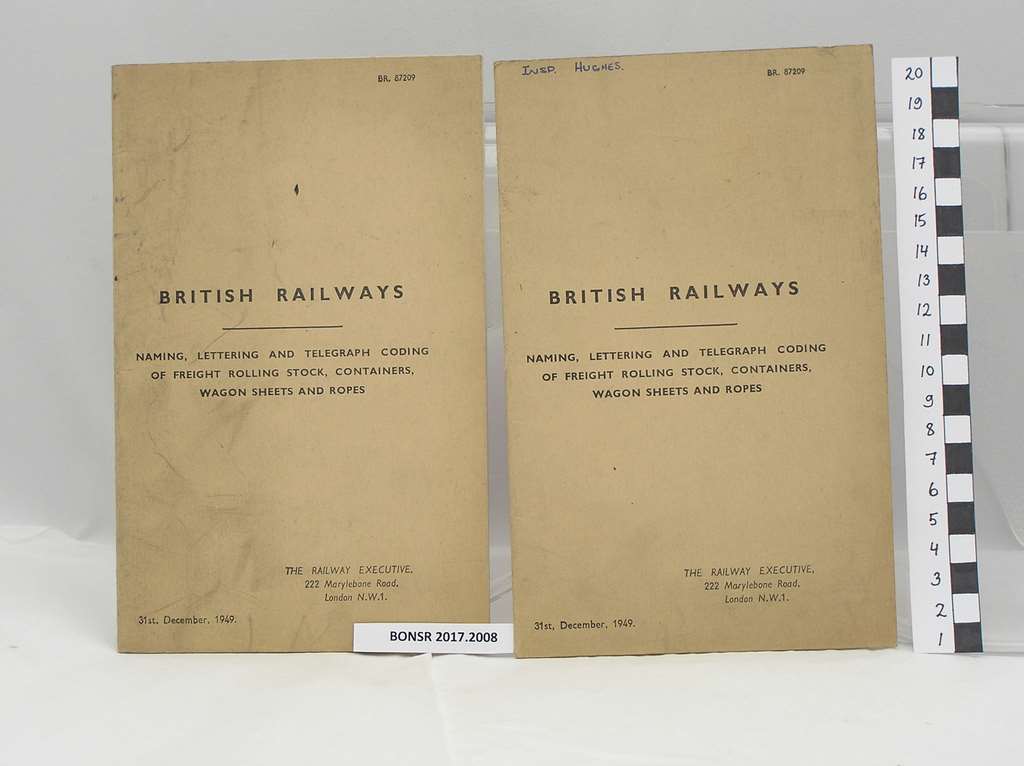 BR. 87209
BRITISH RAILWAYS
NAMING, LETTERING AND TELEGRAPH CODING
OF FREIGHT ROLLING STOCK, CONTAINERS,
WAGON SHEETS AND ROPES
THE RAILWAY EXECUTIVE,
222 Marylebone Road,
London N.W.1.
31st, December, 1949.
BONSR 2017.2008
INSP. HUGHES.
BR. 87209
BRITISH RAILWAYS
NAMING, LETTERING AND TELEGRAPH CODING
OF FREIGHT ROLLING STOCK, CONTAINERS,
WAGON SHEETS AND ROPES
THE RAILWAY EXECUTIVE,
222 Marylebone Road,
London N.W.1.
31st, December, 1949.
20
19
18
17
16
15
14
13
12
11
10
9
8
7
6
5
4
3
2
1